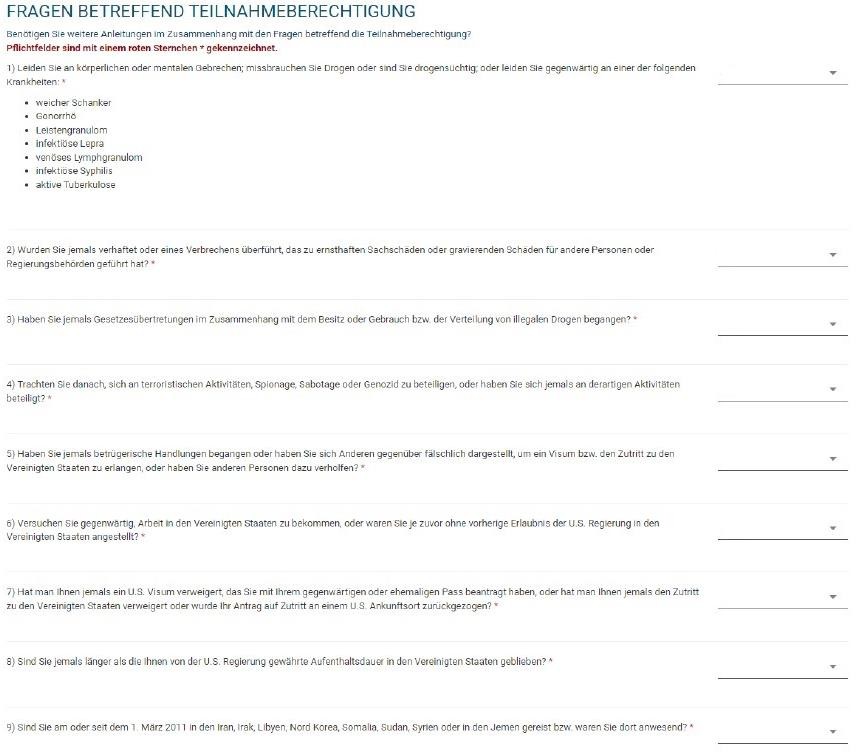 FRAGEN BETREFFEND TEILNAHMEBERECHTIGUNG
Benötigen Sie weitere Anleitungen im Zusammenhang mit den Fragen betreffend die Teilnahmeberechtigung?
Pflichtfelder sind mit einem roten Sternchen * gekennzeichnet.
1) Leiden Sie an körperlichen oder mentalen Gebrechen; missbrauchen Sie Drogen oder sind Sie drogensüchtig; oder leiden Sie gegenwärtig an einer der folgenden
Krankheiten: *
• weicher Schanker
• Gonorrhö
• Leistengranulom
• infektiöse Lepra
• venöses Lymphgranulom
• infektiöse Syphilis
• aktive Tuberkulose
2) Wurden Sie jemals verhaftet oder eines Verbrechens überführt, das zu ernsthaften Sachschäden oder gravierenden Schäden für andere Personen oder
Regierungsbehörden geführt hat? *
3) Haben Sie jemals Gesetzesübertretungen im Zusammenhang mit dem Besitz oder Gebrauch bzw. der Verteilung von illegalen Drogen begangen? *
4) Trachten Sie danach, sich an terroristischen Aktivitäten, Spionage, Sabotage oder Genozid zu beteiligen, oder haben Sie sich jemals an derartigen Aktivitäten
beteiligt? *
5) Haben Sie jemals betrügerische Handlungen begangen oder haben Sie sich Anderen gegenüber fälschlich dargestellt, um ein Visum bzw. den Zutritt zu den
Vereinigten Staaten zu erlangen, oder haben Sie anderen Personen dazu verholfen? *
6) Versuchen Sie gegenwärtig, Arbeit in den Vereinigten Staaten zu bekommen, oder waren Sie je zuvor ohne vorherige Erlaubnis der U.S. Regierung in den
Vereinigten Staaten angestellt? *
7) Hat man Ihnen jemals ein U.S. Visum verweigert, das Sie mit Ihrem gegenwärtigen oder ehemaligen Pass beantragt haben, oder hat man Ihnen jemals den Zutritt
zu den Vereinigten Staaten verweigert oder wurde Ihr Antrag auf Zutritt an einem U.S. Ankunftsort zurückgezogen? *
8) Sind Sie jemals länger als die Ihnen von der U.S. Regierung gewährte Aufenthaltsdauer in den Vereinigten Staaten geblieben? *
9) Sind Sie am oder seit dem 1. März 2011 in den Iran, Irak, Libyen, Nord Korea, Somalia, Sudan, Syrien oder in den Jemen gereist bzw. waren Sie dort anwesend? *